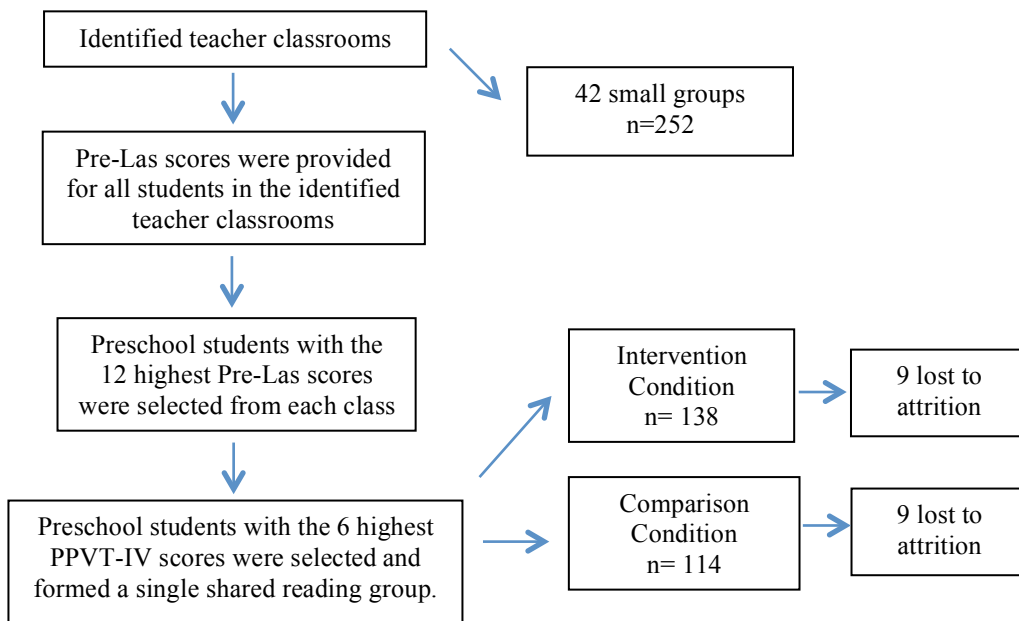 Identified teacher classrooms
42 small groups
n=252
Pre-Las scores were provided
for all students in the identified
teacher classrooms
Preschool students with the
12 highest Pre-Las scores
were selected from each class
Intervention
Condition
n= 138
9 lost to
attrition
Preschool students with the 6 highest
PPVT-IV scores were selected and
formed a single shared reading group.
Comparison
Condition
n= 114
9 lost to
attrition